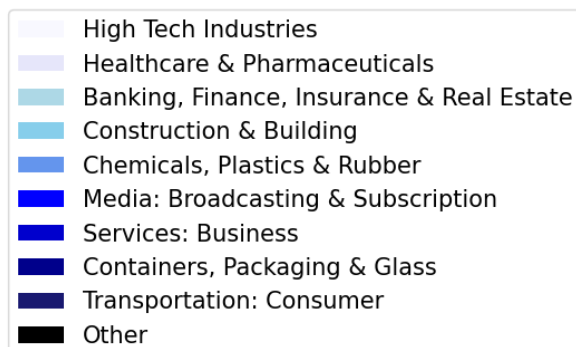 High Tech Industries
Healthcare & Pharmaceuticals
Banking, Finance, Insurance & Real Estate
Construction & Building
Chemicals, Plastics & Rubber
Media: Broadcasting & Subscription
Services: Business
Containers, Packaging & Glass
Transportation: Consumer
Other